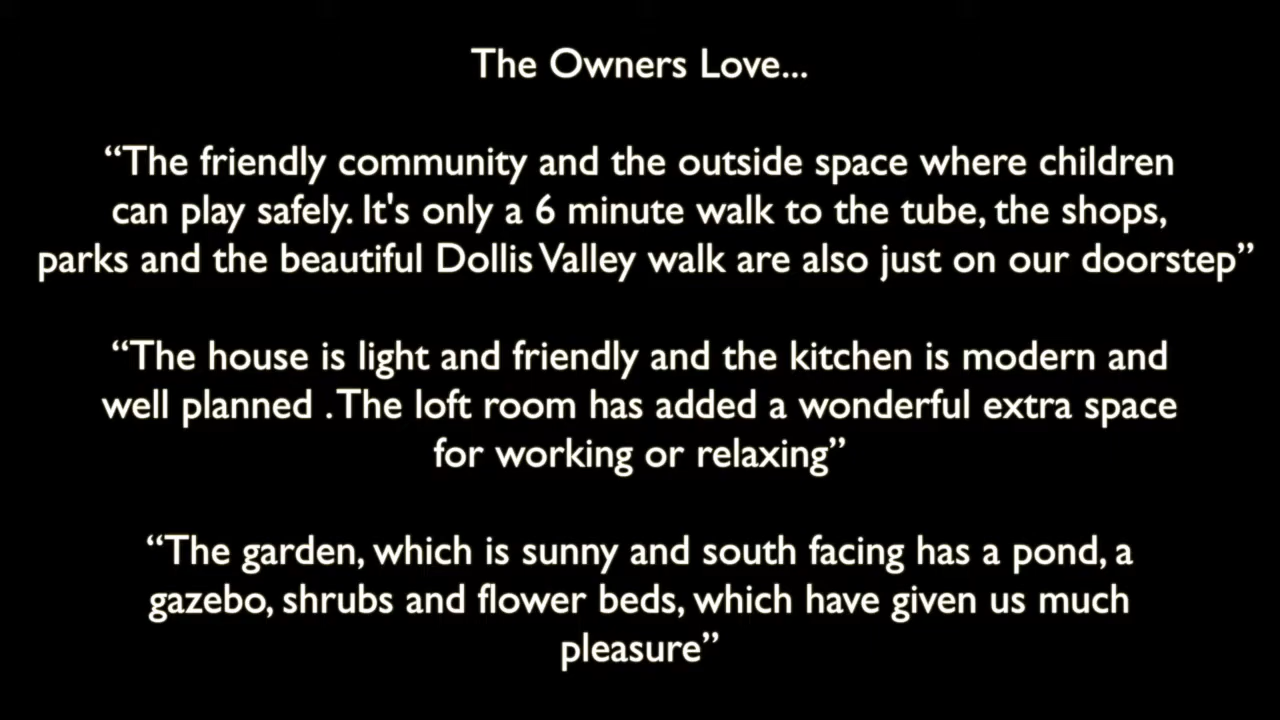 The Owners Love...
“The friendly community and the outside space where children
can play safely. It's only a 6 minute walk to the tube, the shops,
parks and the beautiful Dollis Valley walk are also just on our doorstep”
“The house is light and friendly and the kitchen is modern and
well planned . The loft room has added a wonderful extra space
for working or relaxing”
“The garden, which is sunny and south facing has a pond, a
gazebo, shrubs and flower beds, which have given us much
pleasure”